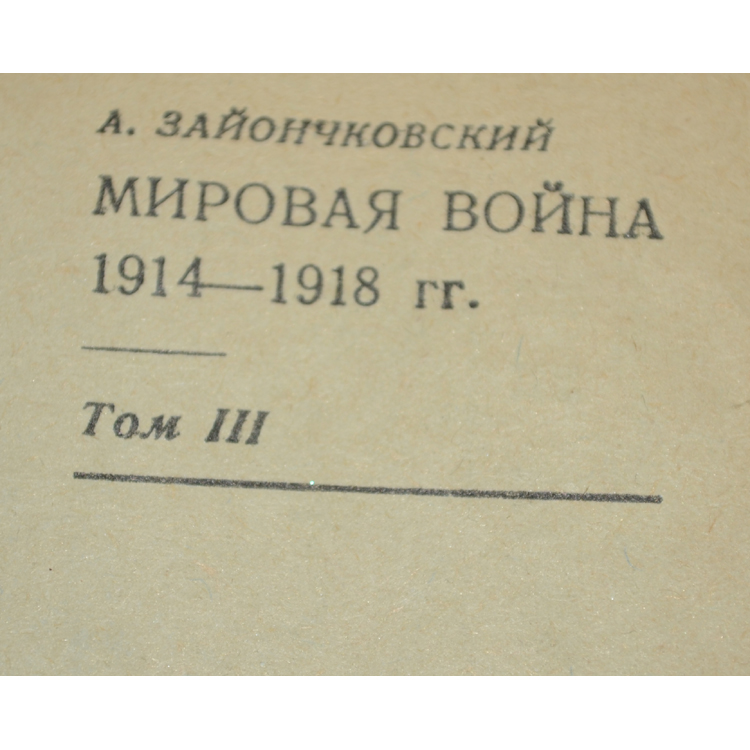 А. ЗАЙОНЧКОВСКИЙ
МИРОВАЯ ВОЙНА
1914—1918 гг.
Том III